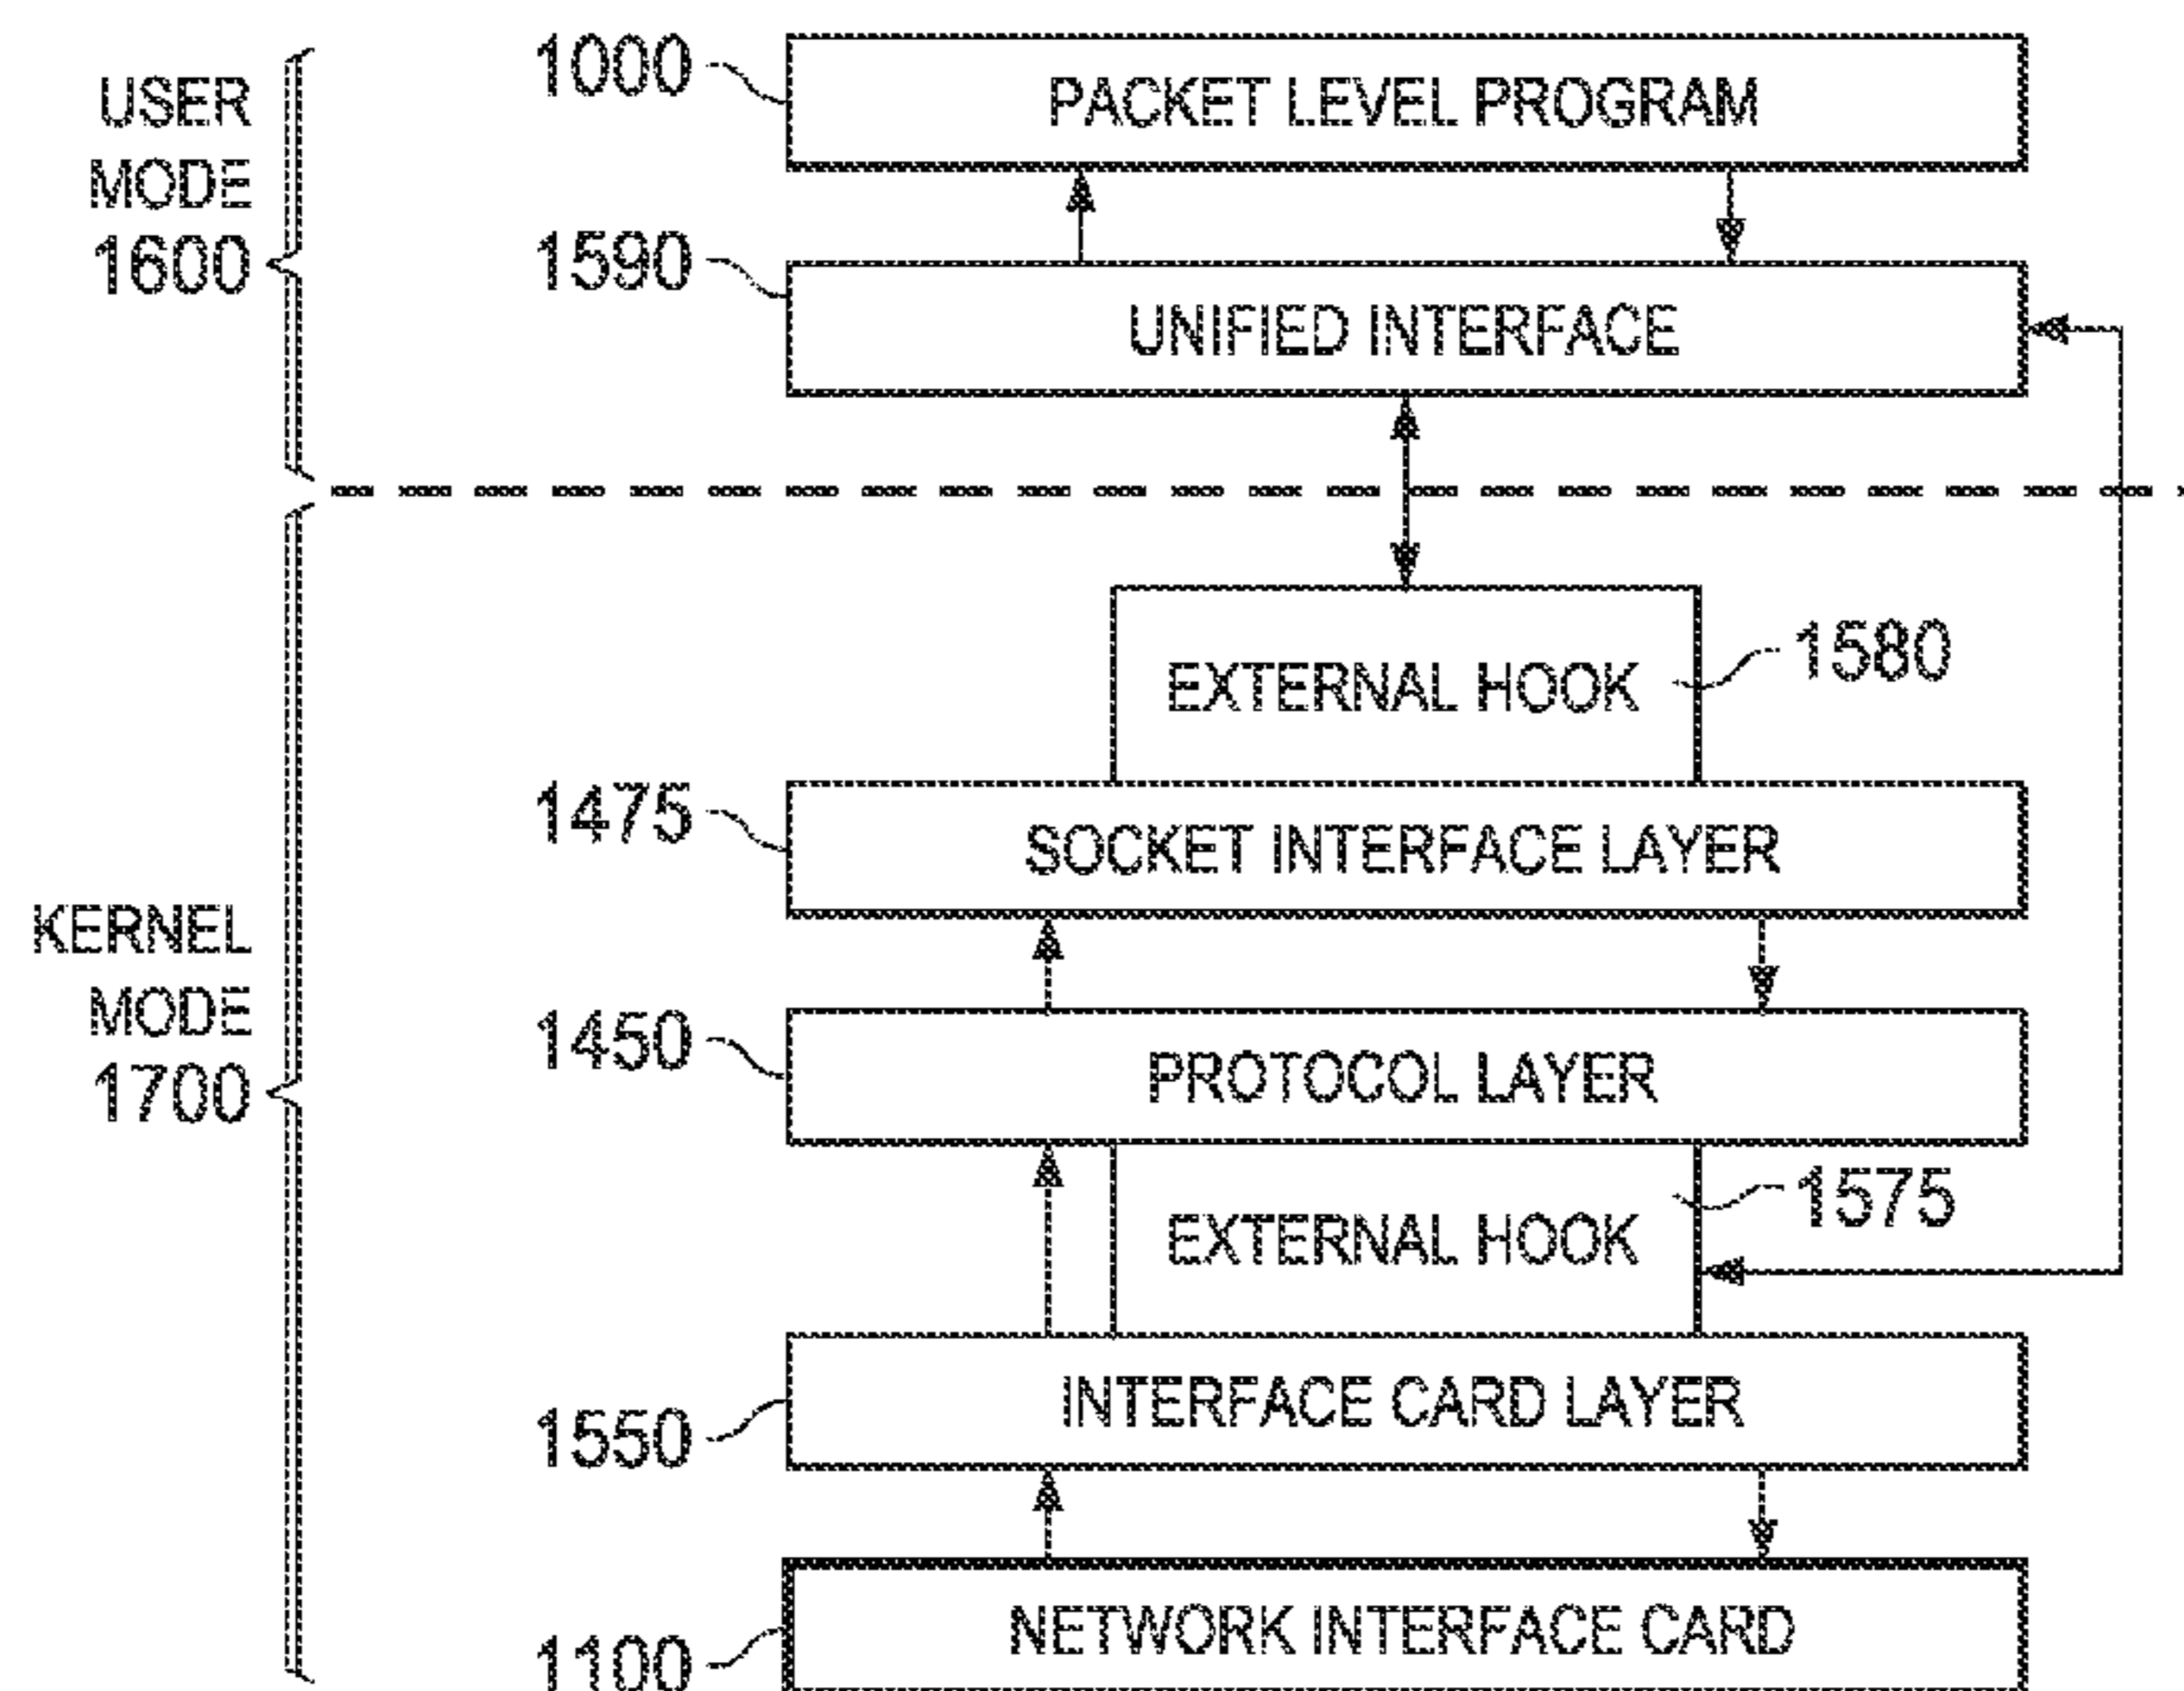 1000
PACKET LEVEL PROGRAM
USER
MODE
1600
1590
UNIFIED INTERFACE
EXTERNAL HOOK
1580
1475
SOCKET INTERFACE LAYER
KERNEL
MODE
1700
1450
PROTOCOL LAYER
EXTERNAL HOOK
1575
1550
INTERFACE CARD LAYER
1100
NETWORK INTERFACE CARD